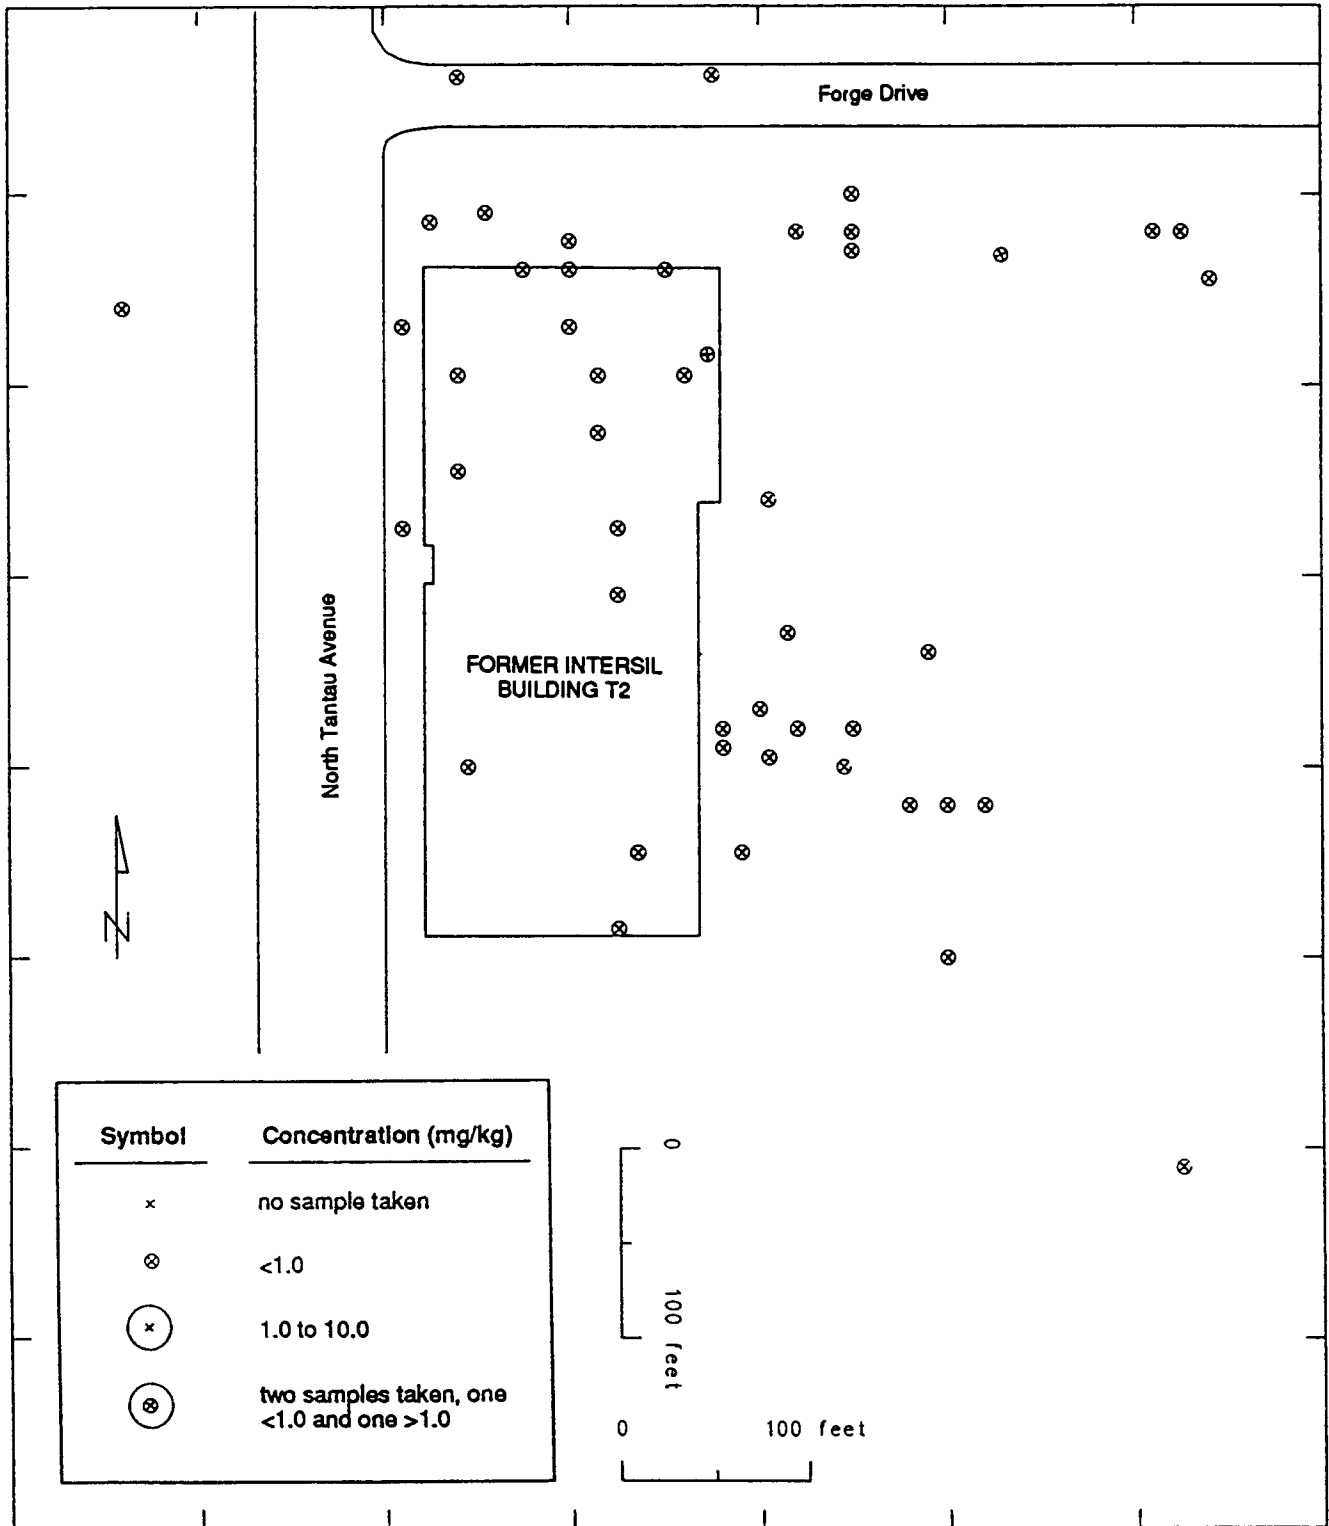 Forge Drive
North Tantau Avenue
FORMER INTERSIL
BUILDING T2
N
Symbol Concentration (mg/kg)
no sample taken
<1.0
1.0 to 10.0
two samples taken, one
<1.0 and one >1.0
0 100 feet
0 100 feet